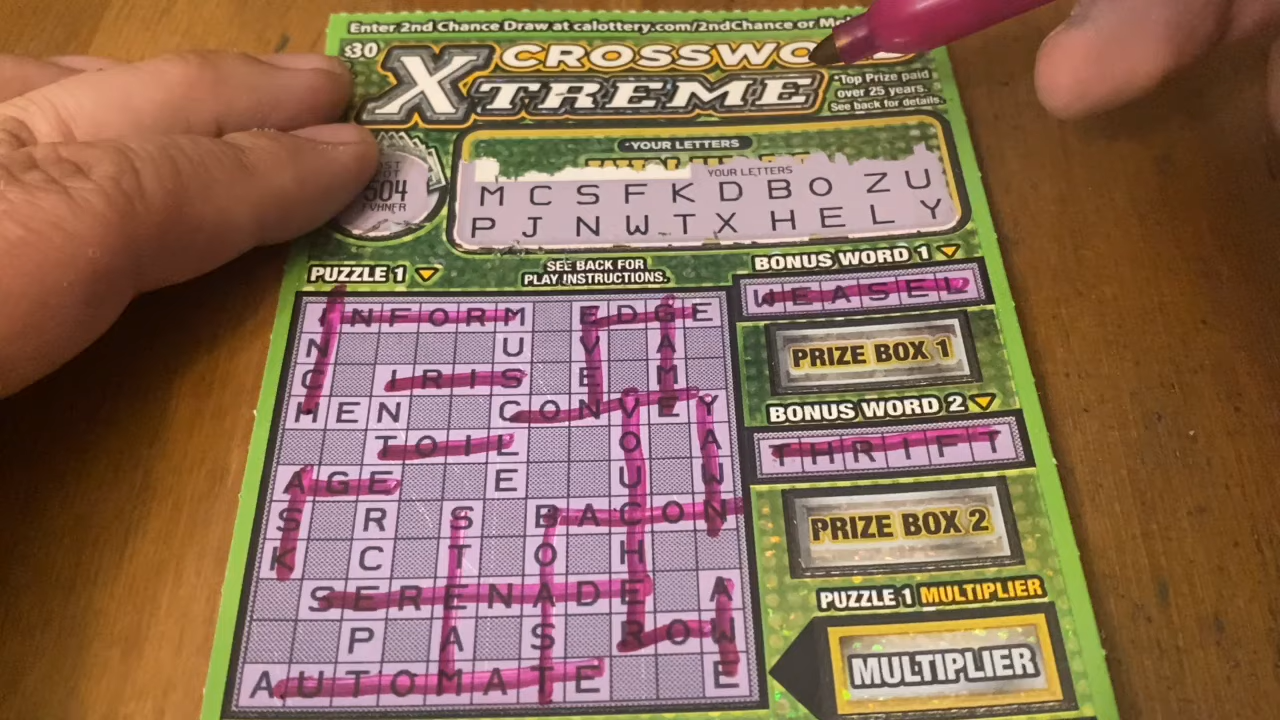 Enter 2nd Chance Draw at calottery.com/2ndChance or
$30
CROSSWO
XTREME
*Top Prize paid
over 25 years.
See back for details.
*YOUR LETTERS
YOUR LETTERS
504
M C S F K D B O Z U
P J N W T X H E L Y
PUZZLE 1
SEE BACK FOR
PLAY INSTRUCTIONS.
BONUS WORD 1
WEASEL
PRIZE BOX 1
BONUS WORD 2
THRIFT
PRIZE BOX 2
PUZZLE 1 MULTIPLIER
MULTIPLIER
INFORM EDGE
N U V A
C IRIS E M
HEN CONVEY
TOIL O A
AGE E U W
S R S BACON
K C T O H
SERENADE A
P A S ROW
AUTOMATE E